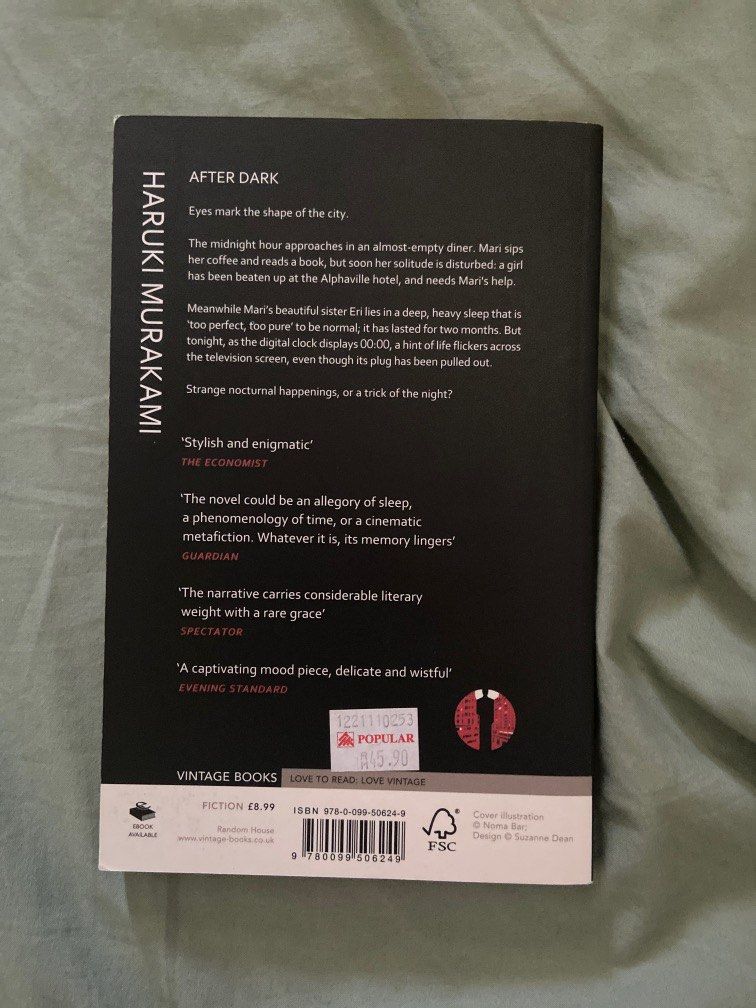 HARUKI MURAKAMI
AFTER DARK
Eyes mark the shape of the city.
The midnight hour approaches in an almost-empty diner. Mari sips
her coffee and reads a book, but soon her solitude is disturbed: a girl
has been beaten up at the Alphaville hotel, and needs Mari's help.
Meanwhile Mari's beautiful sister Eri lies in a deep, heavy sleep that is
'too perfect, too pure' to be normal; it has lasted for two months. But
tonight, as the digital clock displays 00:00, a hint of life flickers across
the television screen, even though its plug has been pulled out.
Strange nocturnal happenings, or a trick of the night?
'Stylish and enigmatic'
THE ECONOMIST
'The novel could be an allegory of sleep,
a phenomenology of time, or a cinematic
metafiction. Whatever it is, its memory lingers'
GUARDIAN
'The narrative carries considerable literary
weight with a rare grace'
SPECTATOR
'A captivating mood piece, delicate and wistful'
EVENING STANDARD
1221110253
POPULAR
45.90
VINTAGE BOOKS LOVE TO READ: LOVE VINTAGE
EBOOK
AVAILABLE
FICTION £8.99
Random House
www.vintage-books.co.uk
ISBN 978-0-099-50624-9
9 780099 506249
FSC
Cover illustration
© Noma Bar;
Design © Suzanne Dean